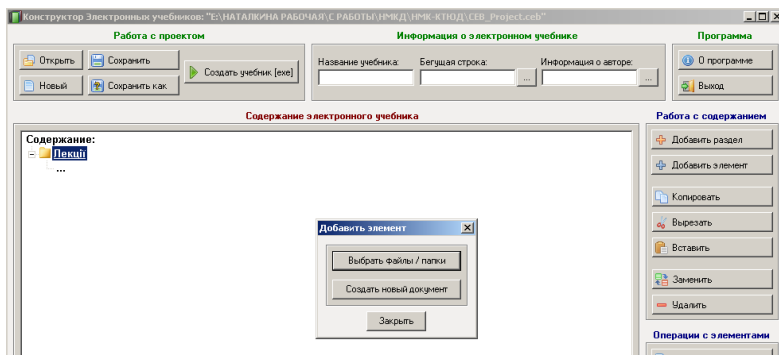 Конструктор Электронных учебников: "E:\НАТАЛКИНА РАБОЧАЯ\С РАБОТЫ\НМКД\НМК-КТЮД\CEB_Project.ceb"
Работа с проектом
Информация о электронном учебнике
Программа
Открыть
Сохранить
Создать учебник [exe]
Новый
Сохранить как
Название учебника:
Бегущая строка:
Информация о авторе:
...
...
О программе
Выход
Содержание электронного учебника
Работа с содержанием
Содержание:
Лекції
...
Добавить раздел
Добавить элемент
Копировать
Вырезать
Вставить
Заменить
Удалить
Добавить элемент
Выбрать файлы / папки
Создать новый документ
Закрыть
Операции с элементами